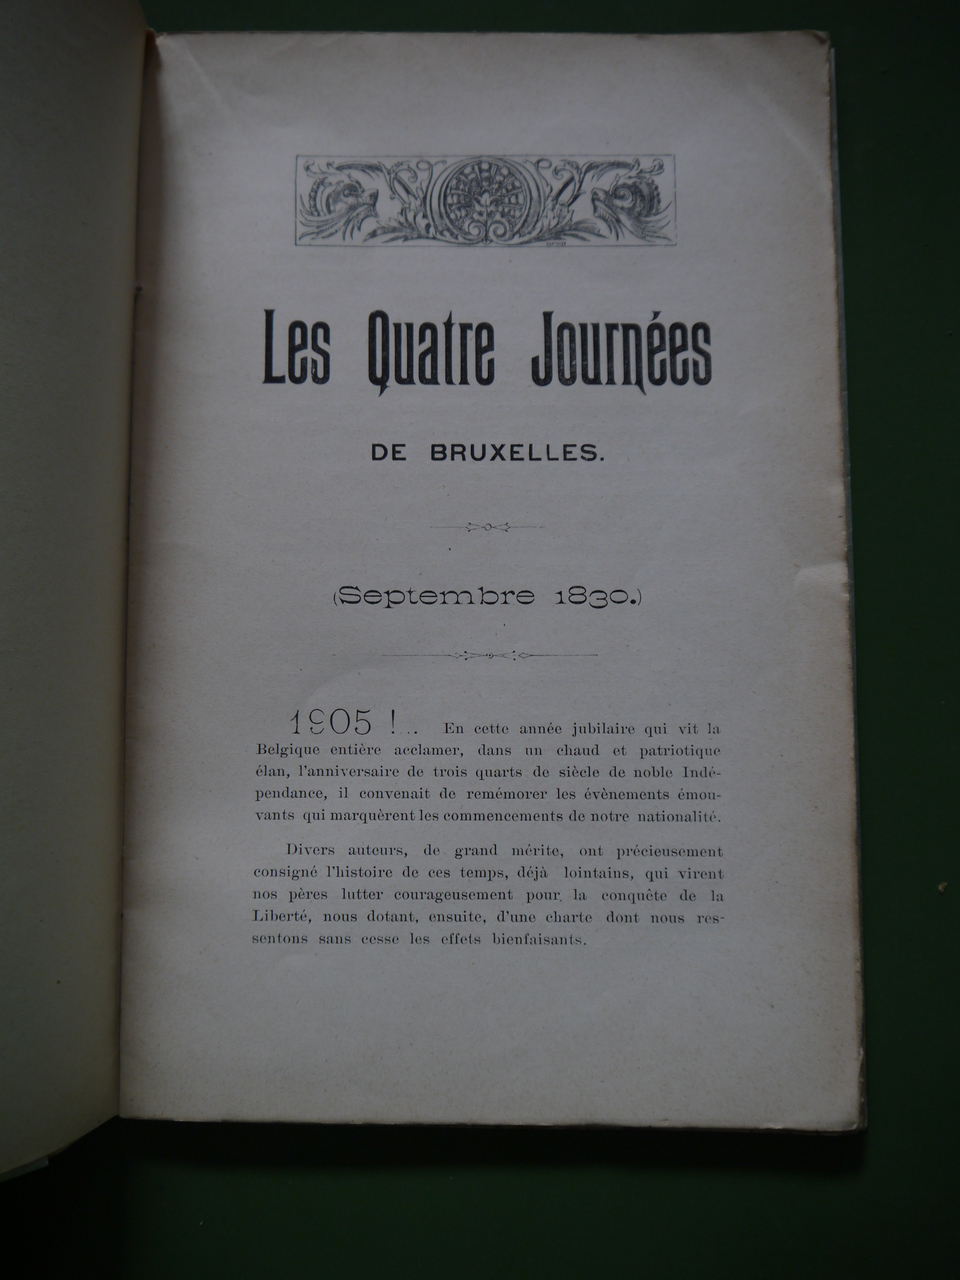 Les Quatre Journées
DE BRUXELLES.
(Septembre 1830.)
1905 !... En cette année jubilaire qui vit la
Belgique entière acclamer, dans un chaud et patriotique
élan, l'anniversaire de trois quarts de siècle de noble Indé-
pendance, il convenait de remémorer les évènements émou-
vants qui marquèrent les commencements de notre nationalité.
Divers auteurs, de grand mérite, ont précieusement
consigné l'histoire de ces temps, déjà lointains, qui virent
nos pères lutter courageusement pour la conquête de la
Liberté, nous dotant, ensuite, d'une charte dont nous res-
sentons sans cesse les effets bienfaisants.